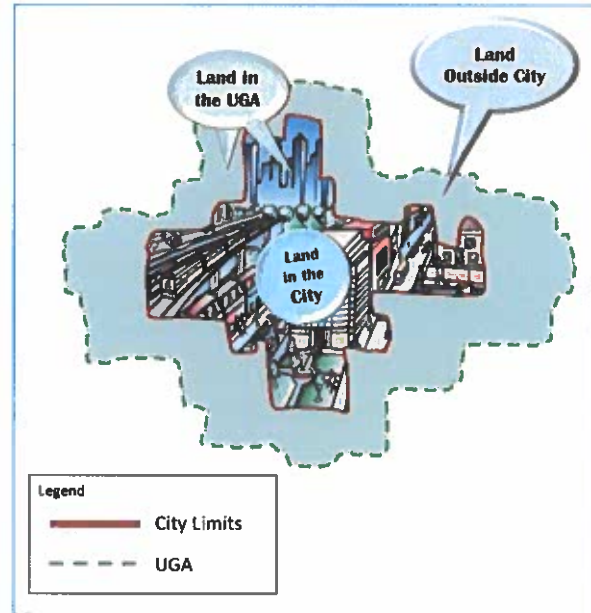 Land in
the UGA
Land
Outside City
Land
in the
City
Legend
City Limits
UGA